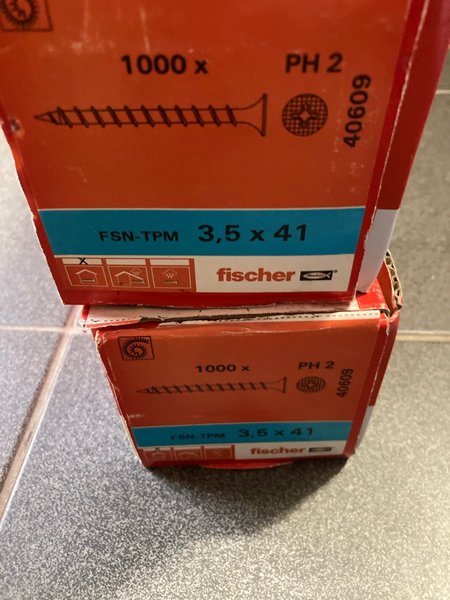 1000 x PH 2
40609
FSN-TPM 3,5 x 41
X
fischer
1000 x PH 2
40609
FSN-TPM 3,5 x 41
fischer